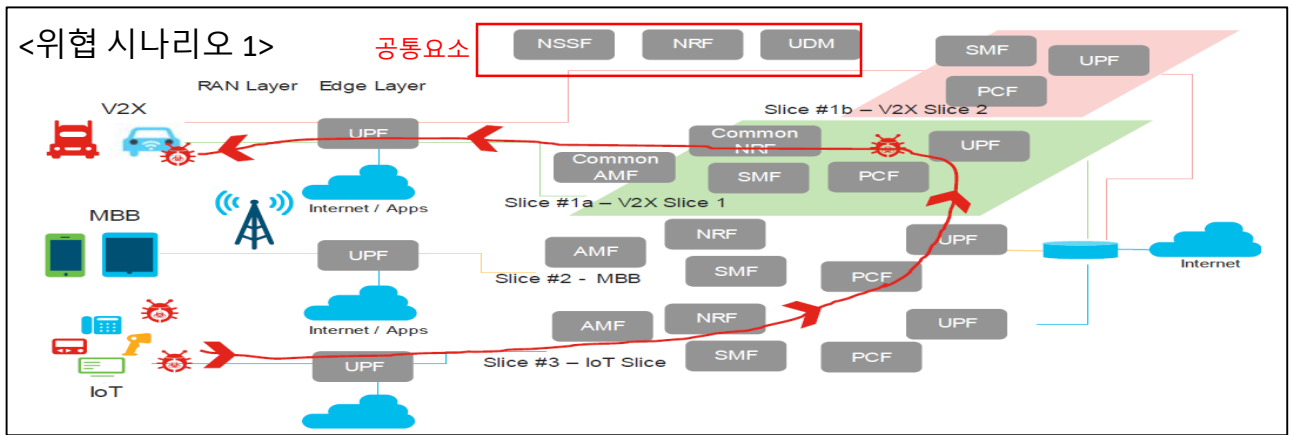 <위협 시나리오 1>
공통요소
NSSF
NRF
UDM
SMF
UPF
PCF
RAN Layer
Edge Layer
V2X
Slice #1b – V2X Slice 2
UPF
Common
NRF
UPF
Common
AMF
SMF
PCF
Internet / Apps
Slice #1a – V2X Slice 1
MBB
NRF
UPF
AMF
UPF
SMF
PCF
Internet
Slice #2 - MBB
Internet / Apps
AMF
NRF
UPF
UPF
Slice #3 – IoT Slice
SMF
PCF
IoT